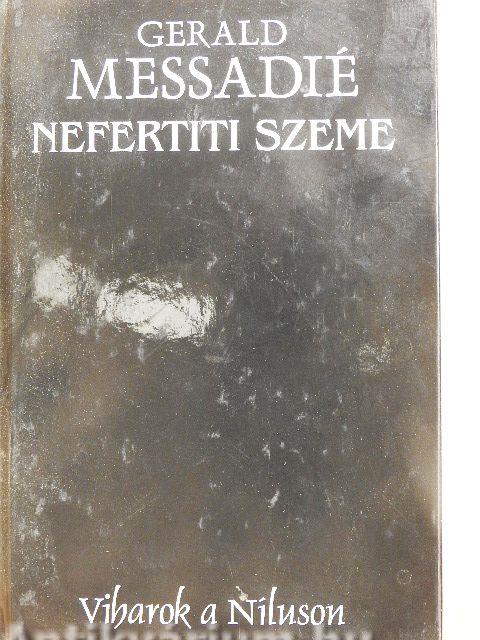 GERALD
MESSADIÉ
NEFERTITI SZEME
Viharok a Níluson